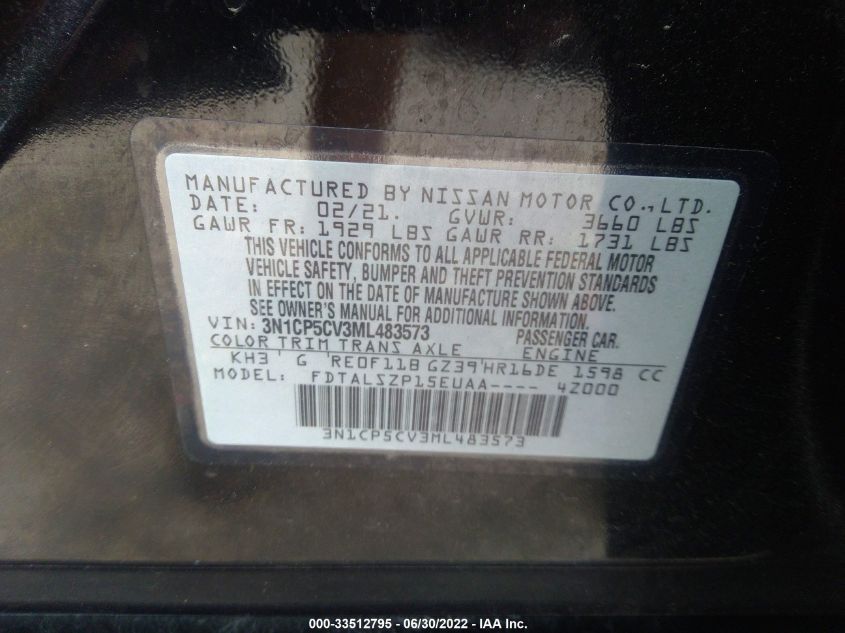 MANUFACTURED BY NISSAN MOTOR CO., LTD.
DATE: 02/21. GVWR: 3660 LBS
GAWR FR: 1929 LBS GAWR RR: 1731 LBS
THIS VEHICLE CONFORMS TO ALL APPLICABLE FEDERAL MOTOR
VEHICLE SAFETY, BUMPER AND THEFT PREVENTION STANDARDS
IN EFFECT ON THE DATE OF MANUFACTURE SHOWN ABOVE.
SEE OWNER'S MANUAL FOR ADDITIONAL INFORMATION.
VIN: 3N1CP5CV3ML483573 PASSENGER CAR.
COLOR TRIM TRANS AXLE ENGINE
KH3 G RE0F11B GZ39 HR16DE 1598 CC
MODEL: FDTALSZP15EUAA---- 4Z000
3N1CP5CV3ML483573
000-33512795 - 06/30/2022 - IAA Inc.